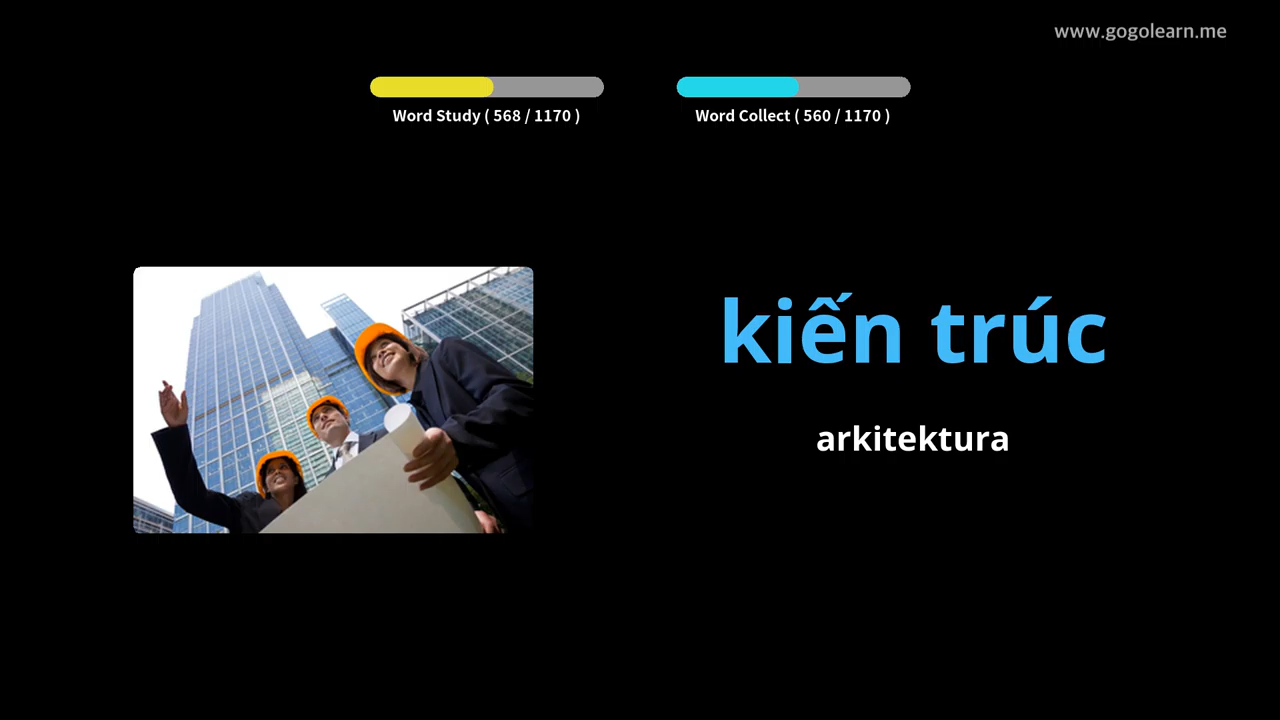 www.gogolearn.me
Word Study ( 568 / 1170 )
Word Collect ( 560 / 1170 )
kiến trúc
arkitektura